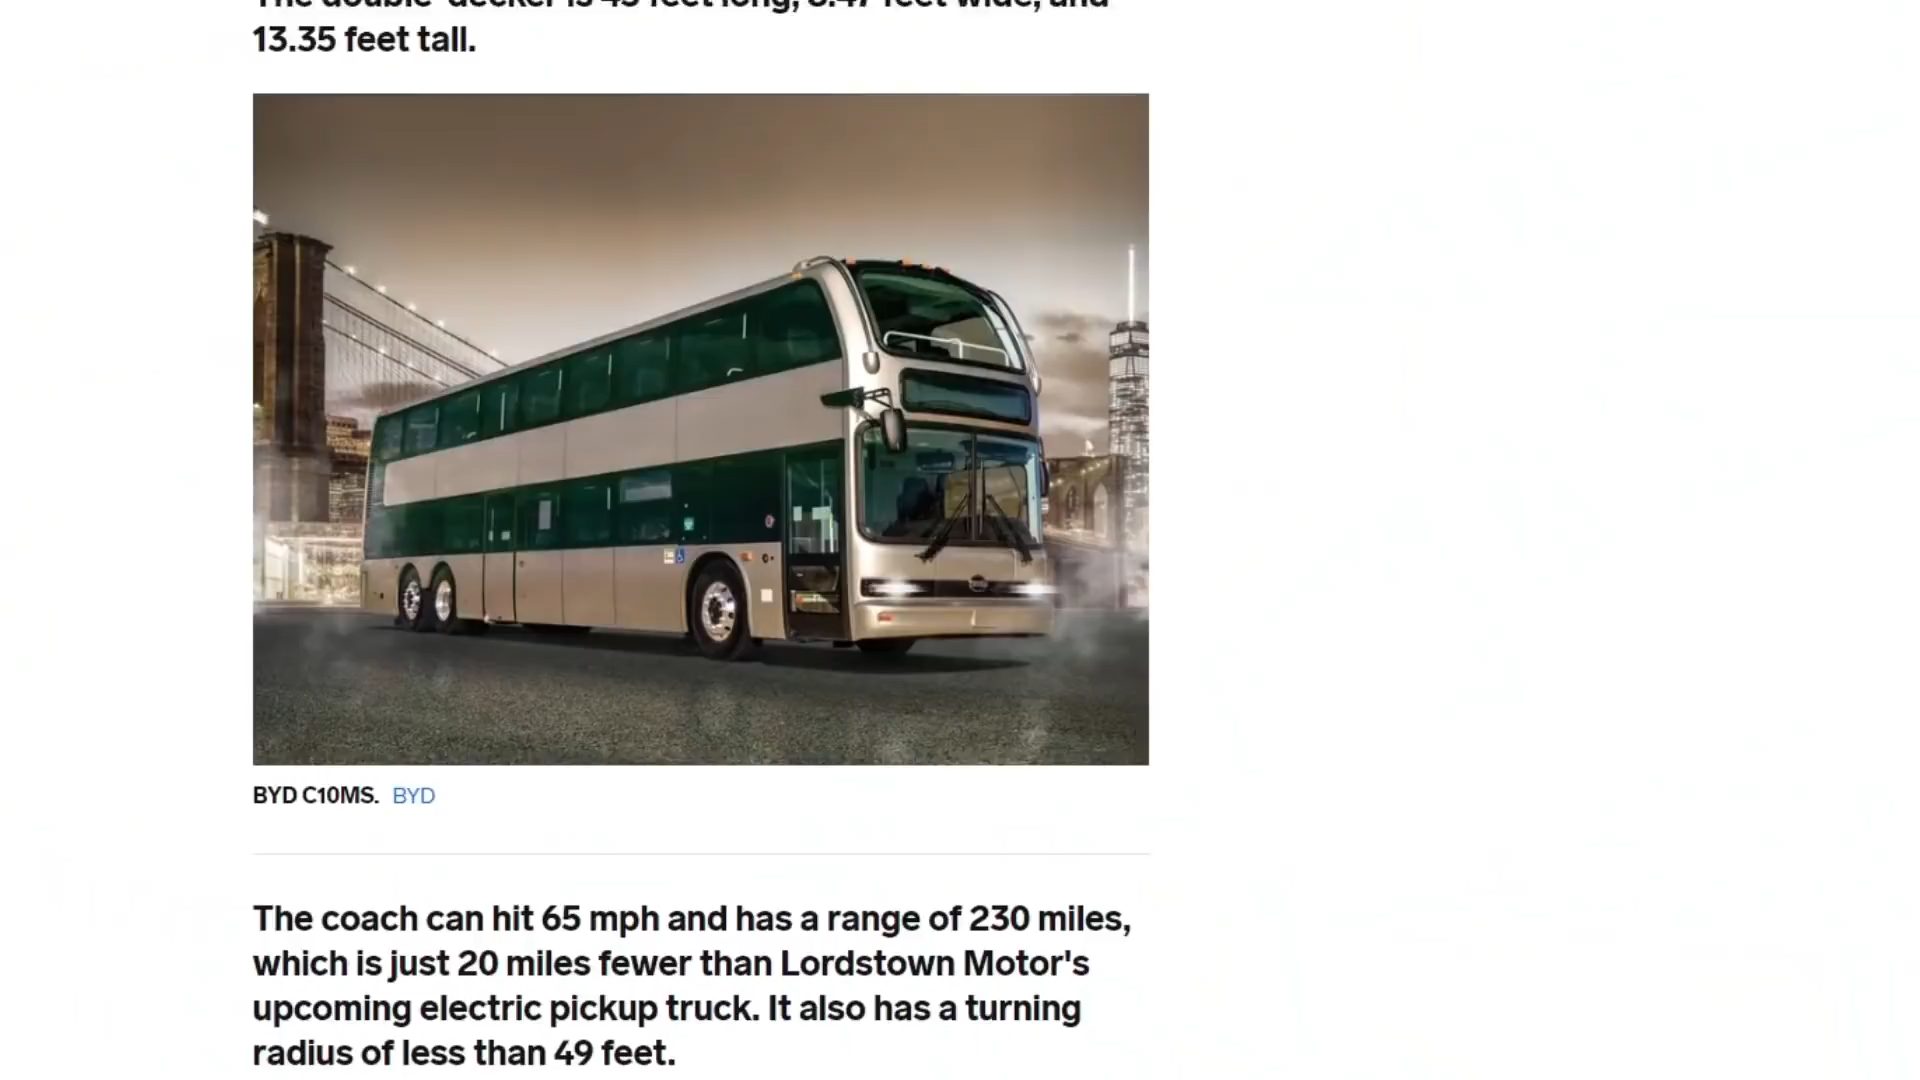 The double-decker is 45 feet long, 8.47 feet wide, and
13.35 feet tall.
BYD C10MS. BYD
The coach can hit 65 mph and has a range of 230 miles,
which is just 20 miles fewer than Lordstown Motor's
upcoming electric pickup truck. It also has a turning
radius of less than 49 feet.